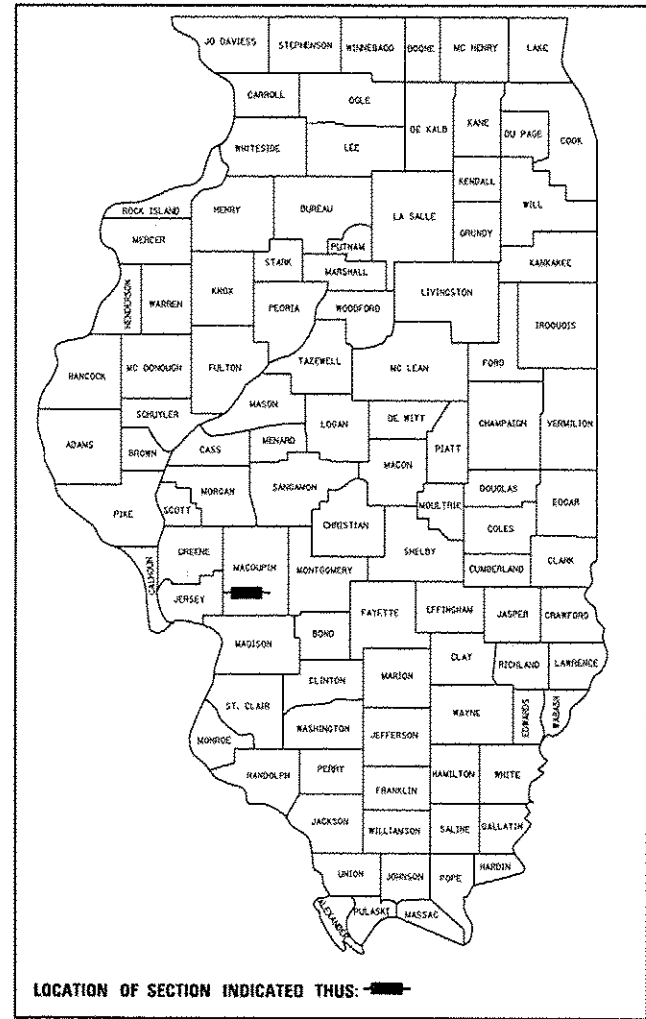 JO DAVIESS STEPHENSON WINNEBAGO BOONE MC HENRY LAKE
CARROLL OGLE KANE
DE KALB DU PAGE COOK
WHITESIDE LEE
KENDALL
ROCK ISLAND HENRY BUREAU LA SALLE WILL
MERCER PUTNAM GRUNDY
STARK KANKAKEE
MARSHALL
HENDERSON WARREN KNOX PEORIA WOODFORD LIVINGSTON IROQUOIS
TAZEWELL MC LEAN FORD
HANCOCK MC DONOUGH FULTON
MASON
SCHUYLER LOGAN DE WITT CHAMPAIGN VERMILION
ADAMS BROWN CASS MENARD PIATT
MACON
MORGAN SANGAMON DOUGLAS
PIKE SCOTT MOULTRIE EDGAR
CHRISTIAN COLES
GREENE SHELBY
CALHOUN MACOUPIN MONTGOMERY CUMBERLAND CLARK
JERSEY
FAYETTE EFFINGHAM JASPER CRAWFORD
MADISON BOND
CLAY
CLINTON MARION RICHLAND LAWRENCE
ST. CLAIR WAYNE EDWARDS WABASH
MONROE WASHINGTON JEFFERSON
RANDOLPH PERRY HAMILTON WHITE
FRANKLIN
JACKSON WILLIAMSON SALINE GALLATIN
UNION JOHNSON POPE HARDIN
ALEXANDER PULASKI MASSAC
LOCATION OF SECTION INDICATED THUS: